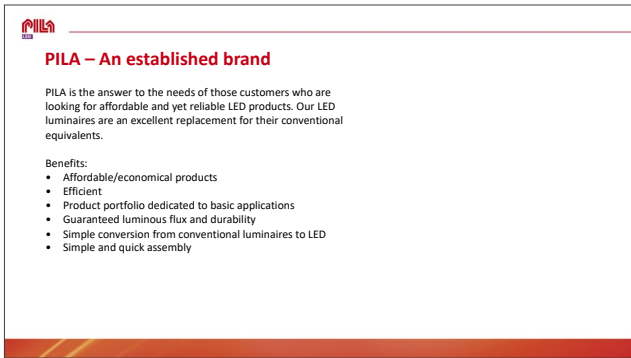 PILA
LED
PILA – An established brand
PILA is the answer to the needs of those customers who are
looking for affordable and yet reliable LED products. Our LED
luminaires are an excellent replacement for their conventional
equivalents.
Benefits:
• Affordable/economical products
• Efficient
• Product portfolio dedicated to basic applications
• Guaranteed luminous flux and durability
• Simple conversion from conventional luminaires to LED
• Simple and quick assembly